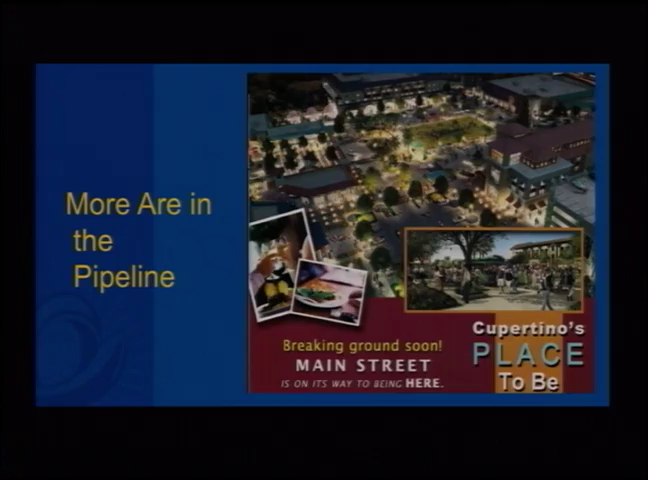 More Are in
the
Pipeline
Breaking ground soon!
MAIN STREET
IS ON ITS WAY TO BEING HERE.
Cupertino's
PLACE
To Be